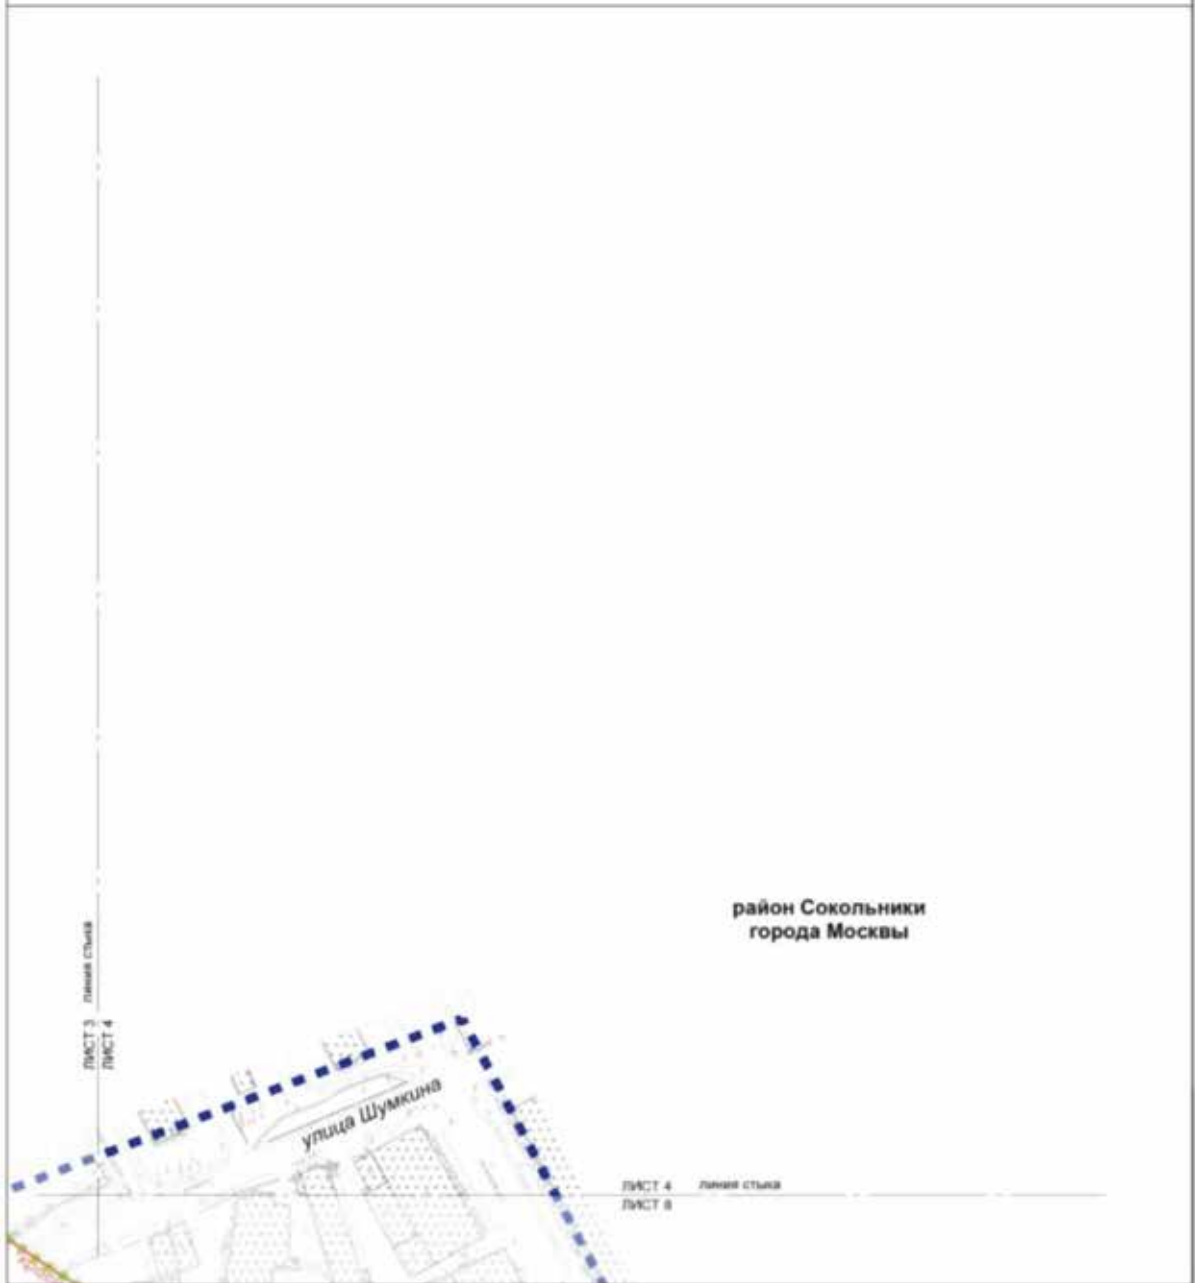 район Сокольники
города Москвы
линия стыка
ЛИСТ 3
ЛИСТ 4
улица Шумкина
ЛИСТ 4 линия стыка
ЛИСТ 8